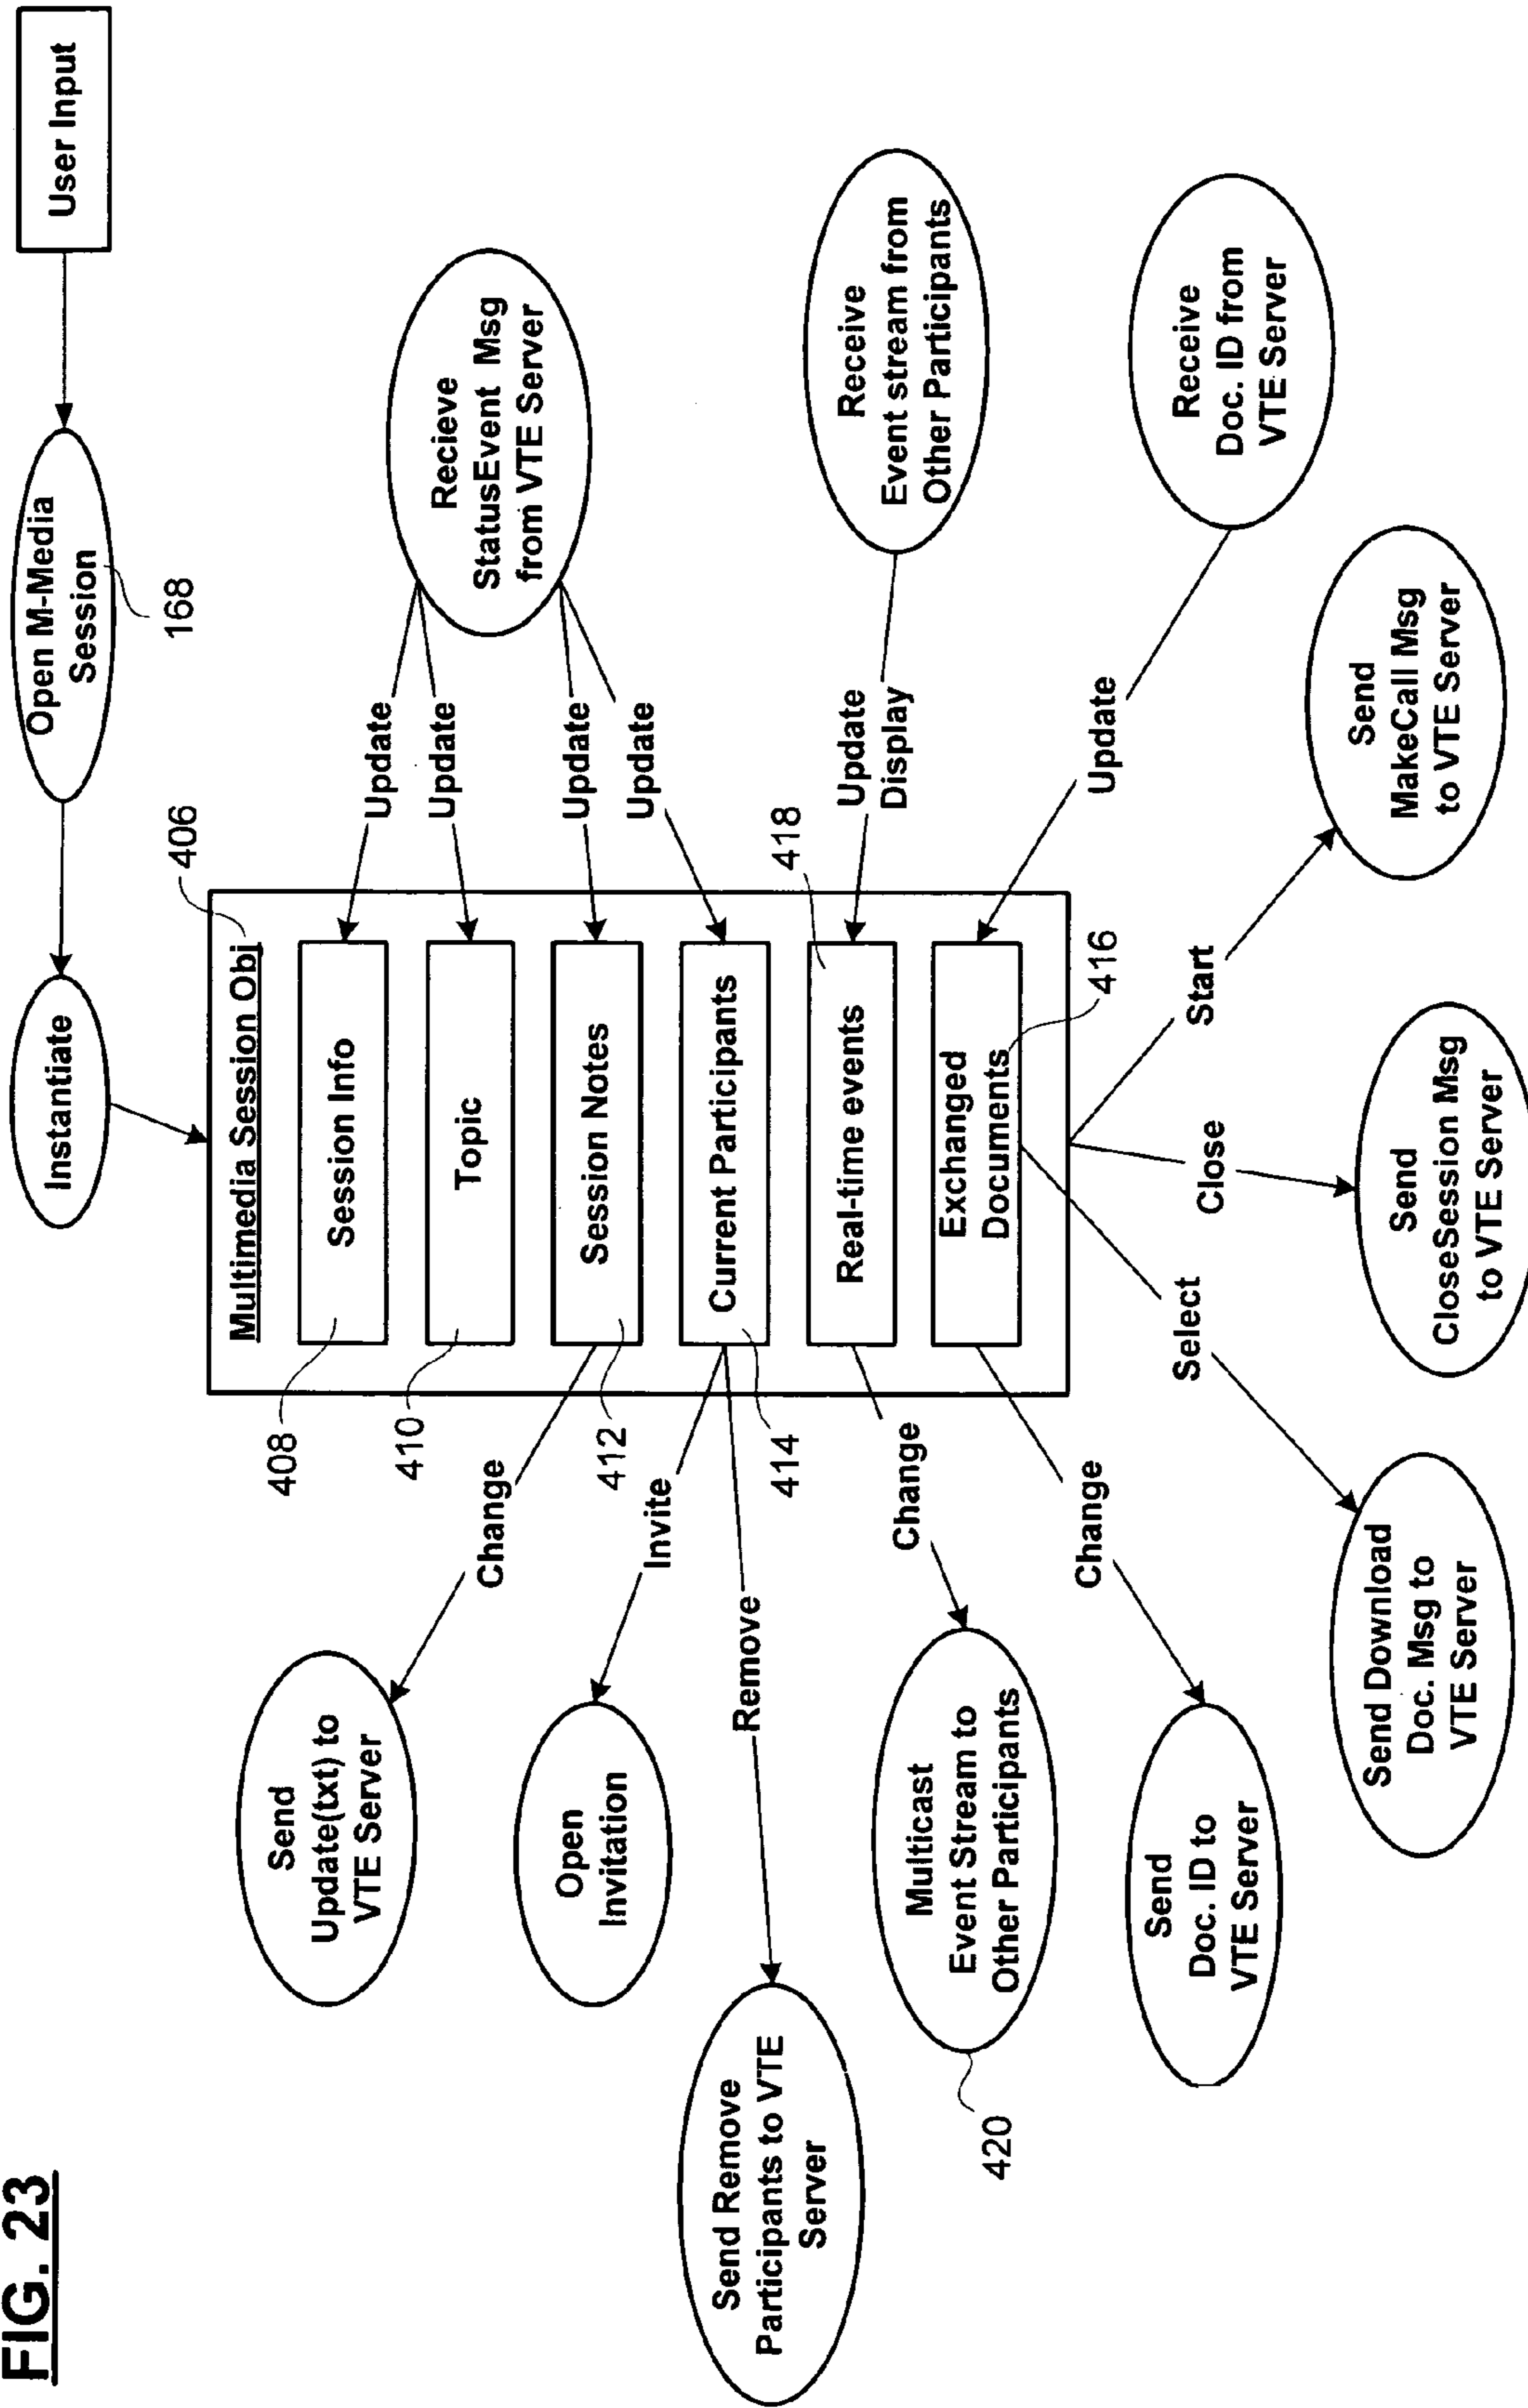 FIG. 23
User Input
Open M-Media
Session
168
Instantiate
406
Multimedia Session Obj
408
Session Info
Update
410
Topic
Update
Recieve
StatusEvent Msg
from VTE Server
Send
Update(txt) to
VTE Server
Change
412
Session Notes
Update
Open
Invitation
Invite
414
Current Participants
Update
Send Remove
Participants to VTE
Server
Remove
418
Real-time events
Update
Display
Receive
Event stream from
Other Participants
Change
Multicast
Event Stream to
Other Participants
420
Exchanged
Documents
416
Update
Receive
Doc. ID from
VTE Server
Change
Send
Doc. ID to
VTE Server
Select
Send Download
Doc. Msg to
VTE Server
Close
Send
CloseSession Msg
to VTE Server
Start
Send
MakeCall Msg
to VTE Server